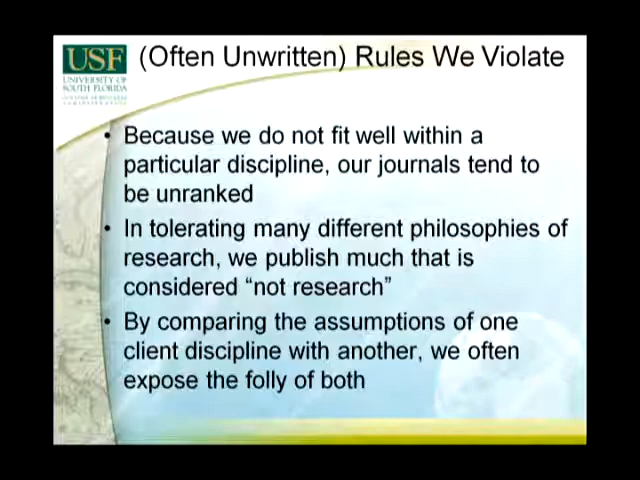 (Often Unwritten) Rules We Violate
USF
UNIVERSITY OF
SOUTH FLORIDA
• Because we do not fit well within a
particular discipline, our journals tend to
be unranked
• In tolerating many different philosophies of
research, we publish much that is
considered “not research”
• By comparing the assumptions of one
client discipline with another, we often
expose the folly of both